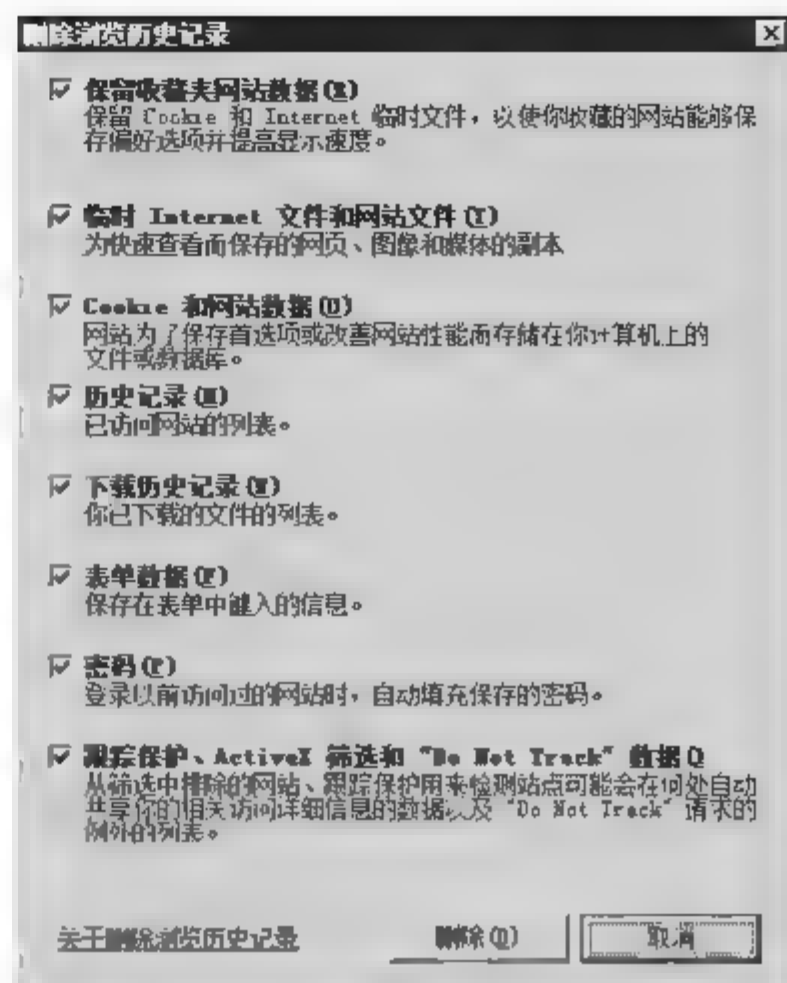 删除浏览历史记录
保留收藏夹网站数据(R)
保留 Cookie 和 Internet 临时文件，以使你收藏的网站能够保
存偏好选项并提高显示速度。
临时 Internet 文件和网站文件(T)
为快速查看而保存的网页、图像和媒体的副本
Cookie 和网站数据(O)
网站为了保存首选项或改善网站性能而存储在你计算机上的
文件或数据库。
历史记录(H)
已访问网站的列表。
下载历史记录(W)
你已下载的文件的列表。
表单数据(F)
保存在表单中键入的信息。
密码(P)
登录以前访问过的网站时，自动填充保存的密码。
跟踪保护、ActiveX 筛选和 "Do Not Track" 数据(
从筛选中排除的网站、跟踪保护用来检测站点可能会在何处自动
共享你的相关访问详细信息的数据以及 "Do Not Track" 请求的
例外的列表。
关于删除浏览历史记录
删除(D)
取消